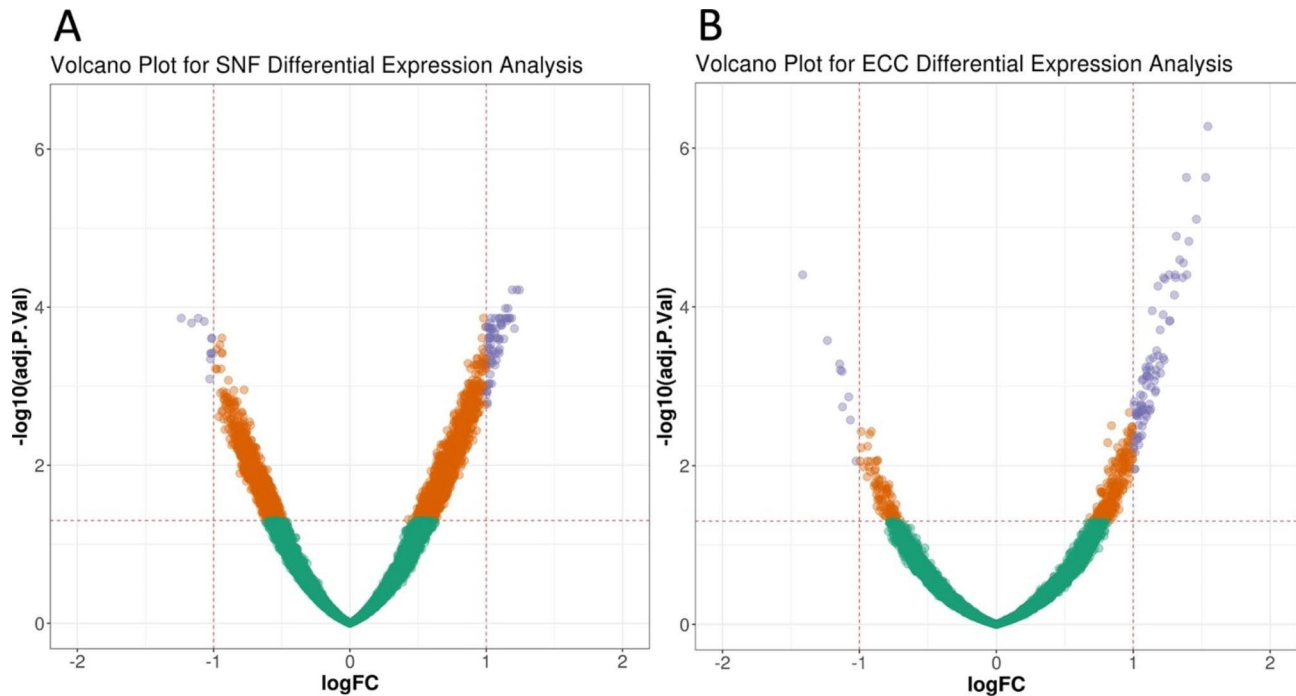 A
Volcano Plot for SNF Differential Expression Analysis
-log10(adj.P.Val)
6
4
2
0
-2
-1
0
1
2
logFC
B
Volcano Plot for ECC Differential Expression Analysis
-log10(adj.P.Val)
6
4
2
0
-2
-1
0
1
2
logFC